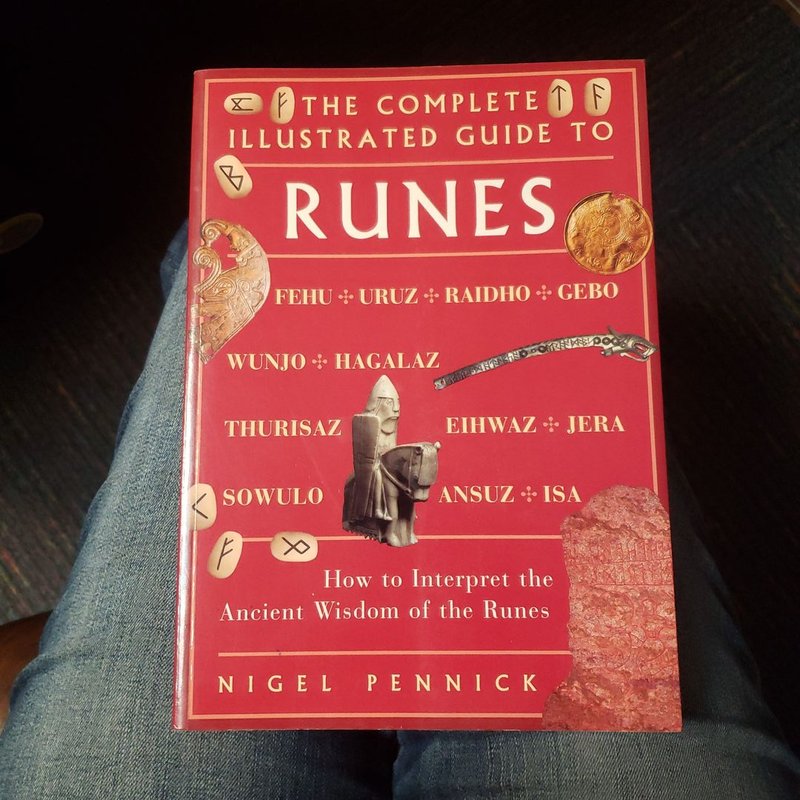 THE COMPLETE
ILLUSTRATED GUIDE TO
RUNES
FEHU ✣ URUZ ✣ RAIDHO ✣ GEBO
WUNJO ✣ HAGALAZ
THURISAZ EIHWAZ ✣ JERA
SOWULO ANSUZ ✣ ISA
How to Interpret the
Ancient Wisdom of the Runes
NIGEL PENNICK